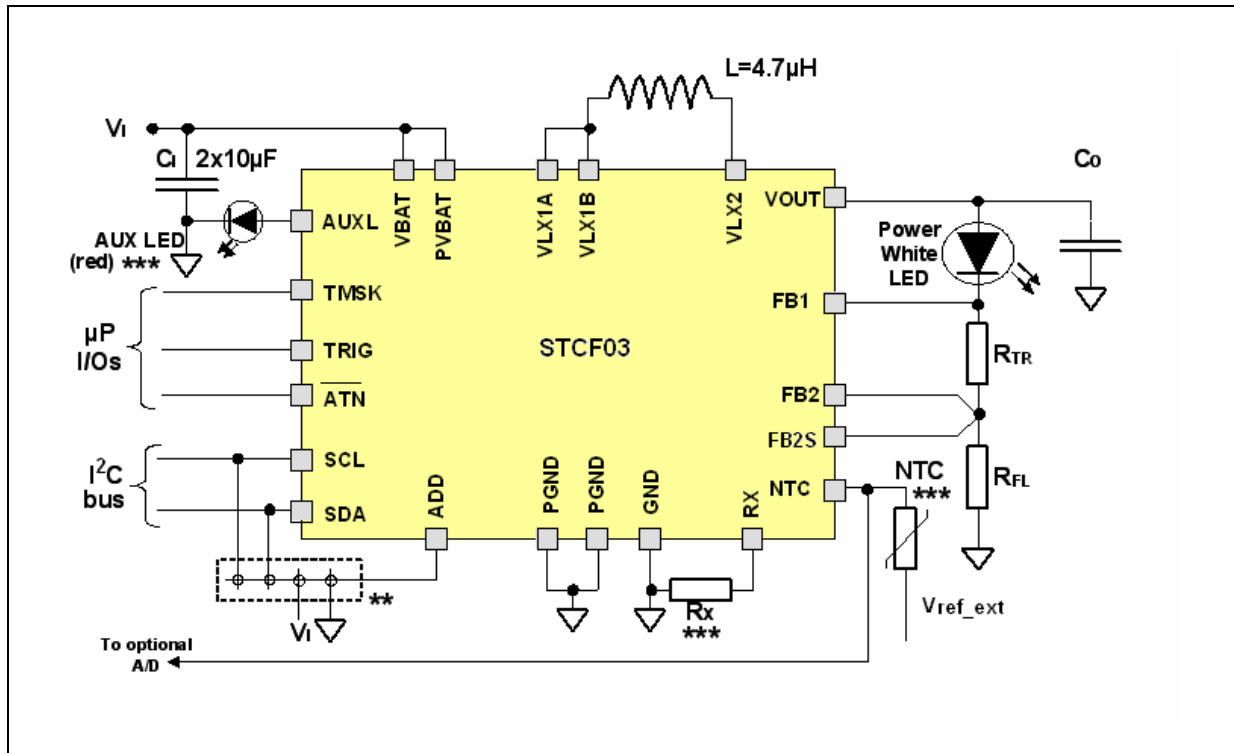 L=4.7µH
VI
CI 2x10µF
CO
VBAT
PVBAT
VLX1A
VLX1B
VLX2
VOUT
AUXL
AUX LED
(red) ***
Power
White
LED
TMSK
FB1
µP
I/Os
TRIG
STCF03
RTR
ATN
FB2
FB2S
I²C
bus
SCL
SDA
ADD
PGND
PGND
GND
RX
NTC
NTC
***
RFL
**
VI
Rx
***
Vref_ext
To optional
A/D